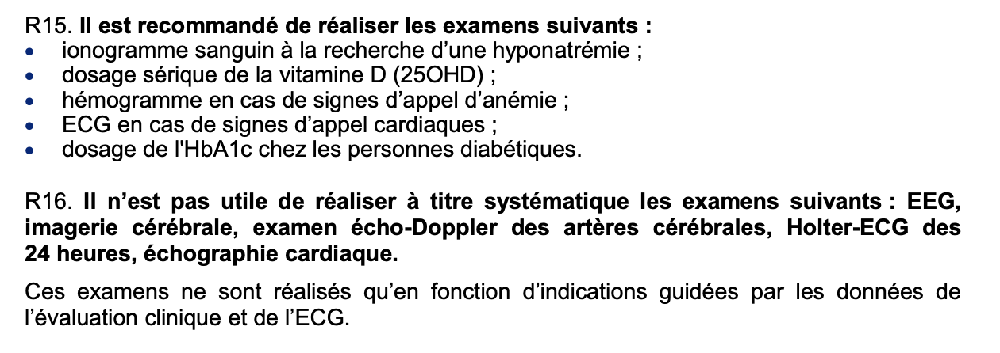 R15. Il est recommandé de réaliser les examens suivants :
• ionogramme sanguin à la recherche d’une hyponatrémie ;
• dosage sérique de la vitamine D (25OHD) ;
• hémogramme en cas de signes d’appel d’anémie ;
• ECG en cas de signes d’appel cardiaques ;
• dosage de l'HbA1c chez les personnes diabétiques.
R16. Il n’est pas utile de réaliser à titre systématique les examens suivants : EEG,
imagerie cérébrale, examen écho-Doppler des artères cérébrales, Holter-ECG des
24 heures, échographie cardiaque.
Ces examens ne sont réalisés qu’en fonction d’indications guidées par les données de
l’évaluation clinique et de l’ECG.